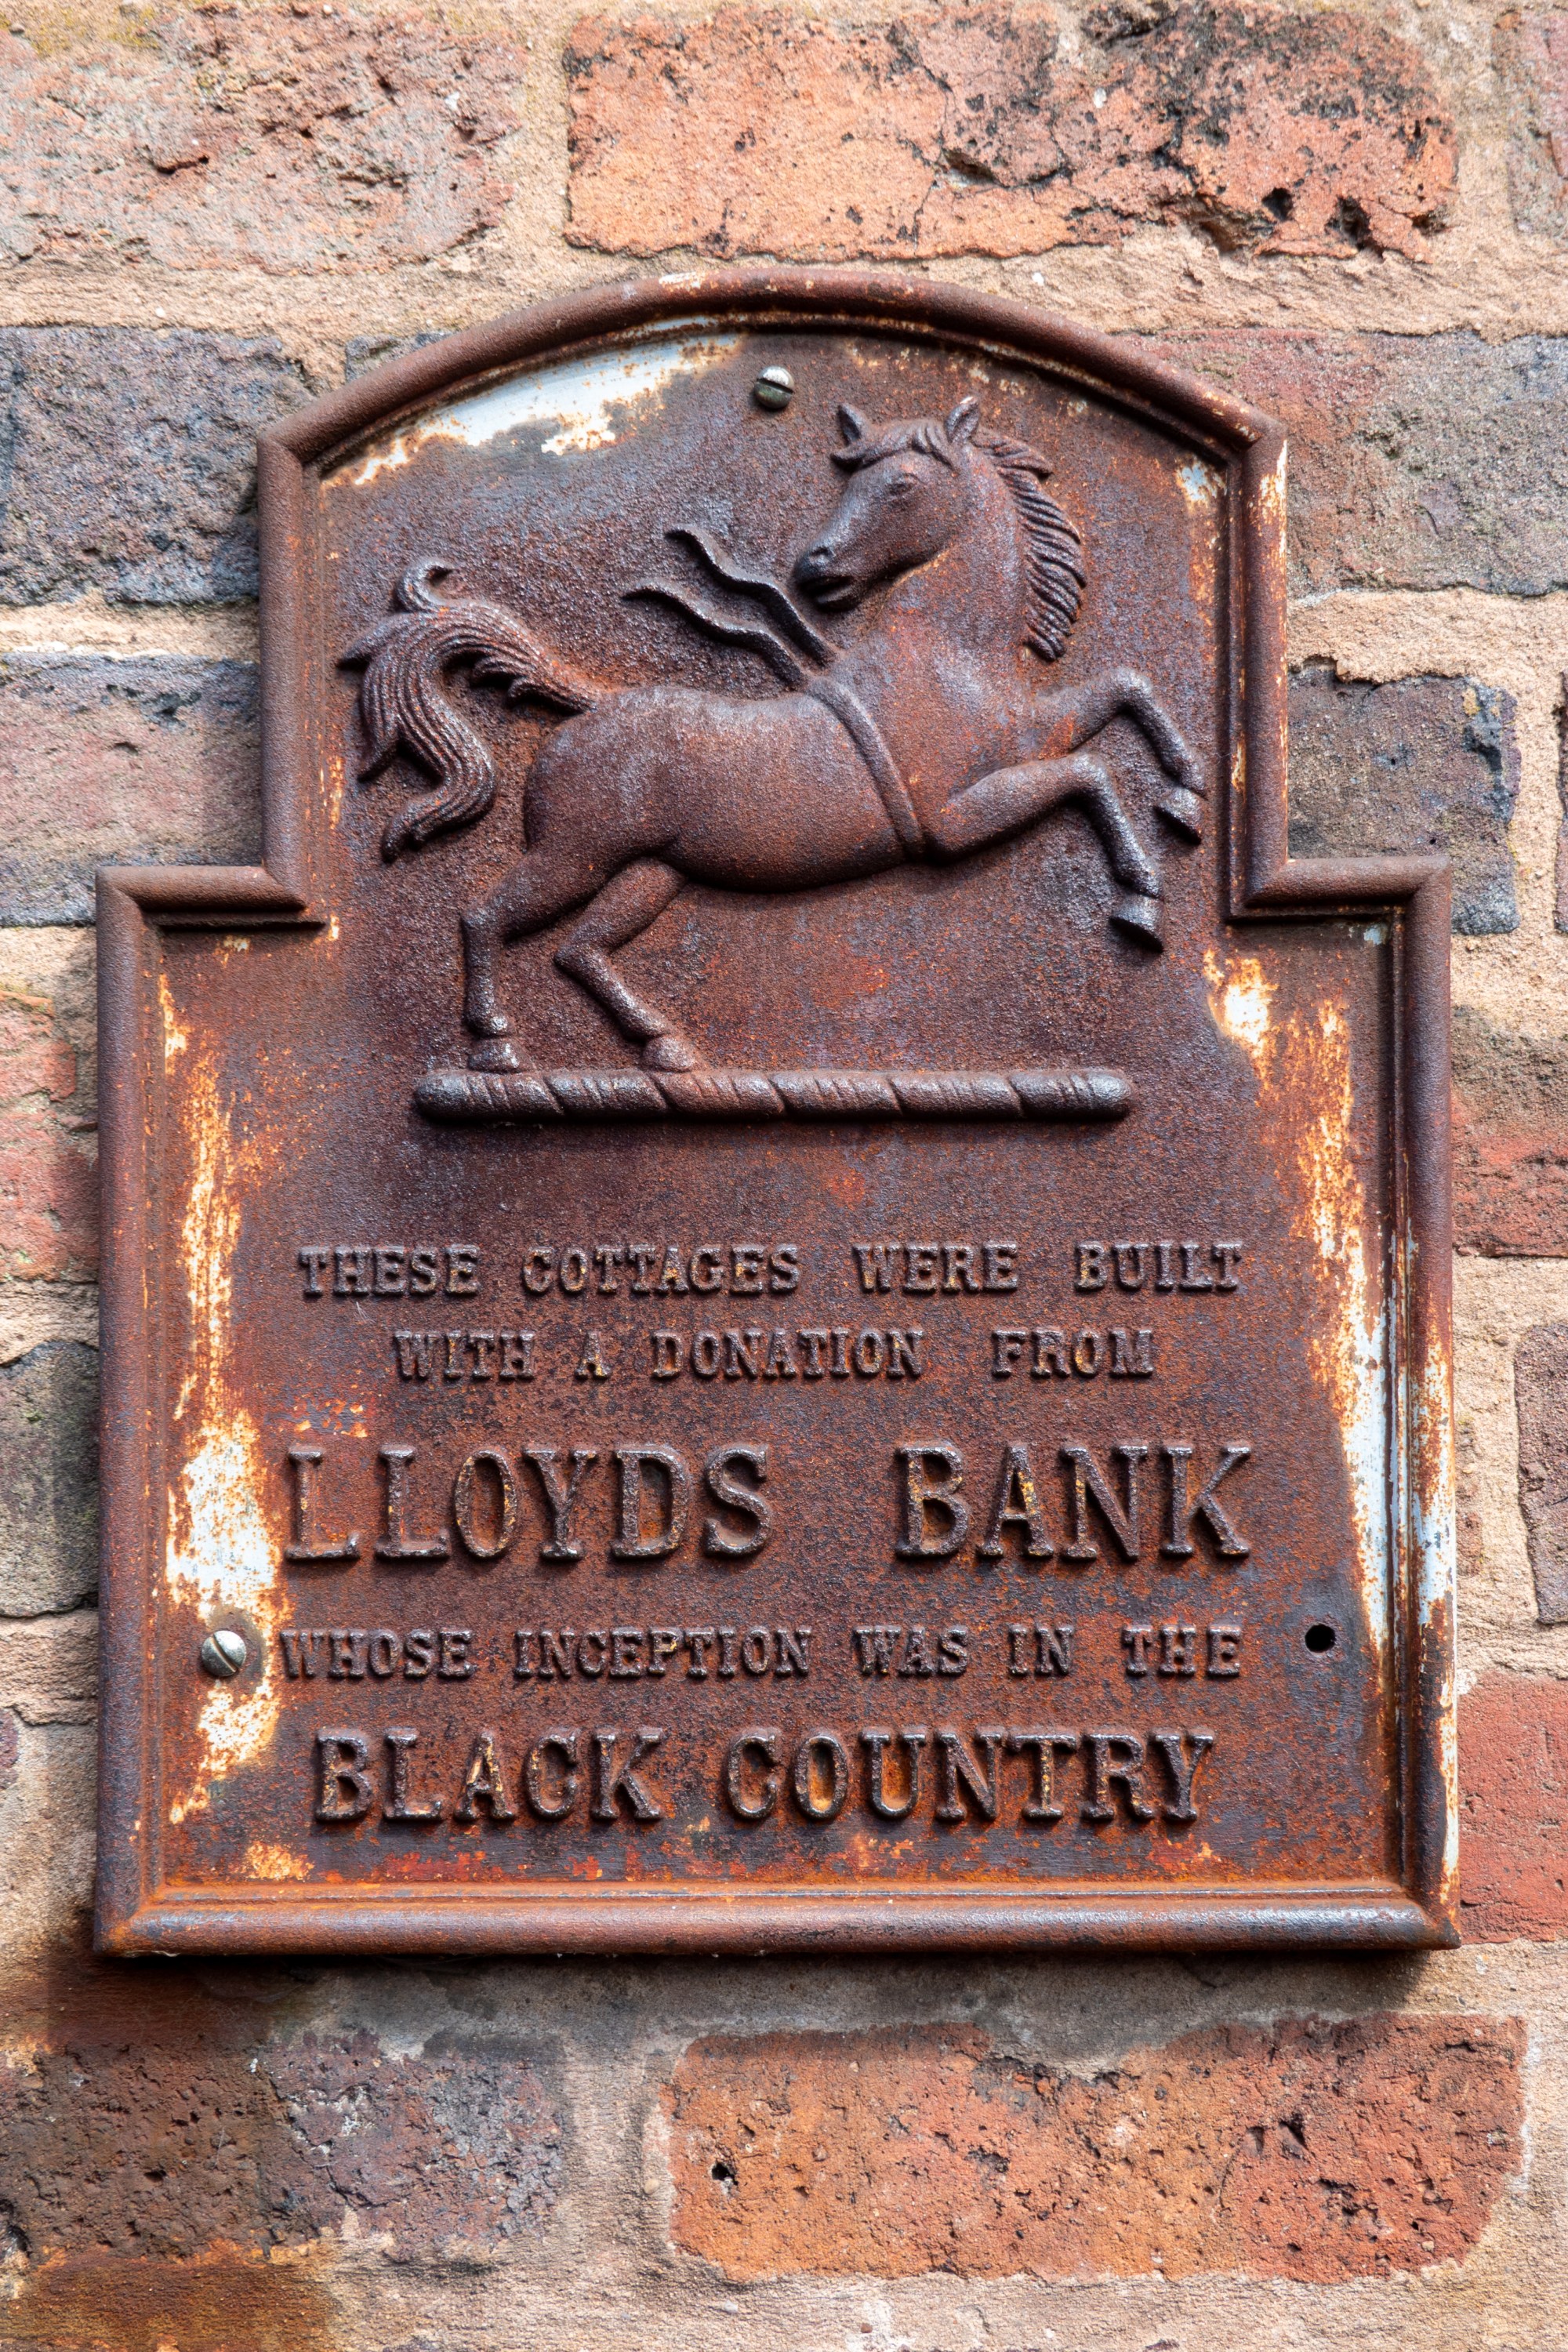 THESE COTTAGES WERE BUILT
WITH A DONATION FROM
LLOYDS BANK
WHOSE INCEPTION WAS IN THE
BLACK COUNTRY